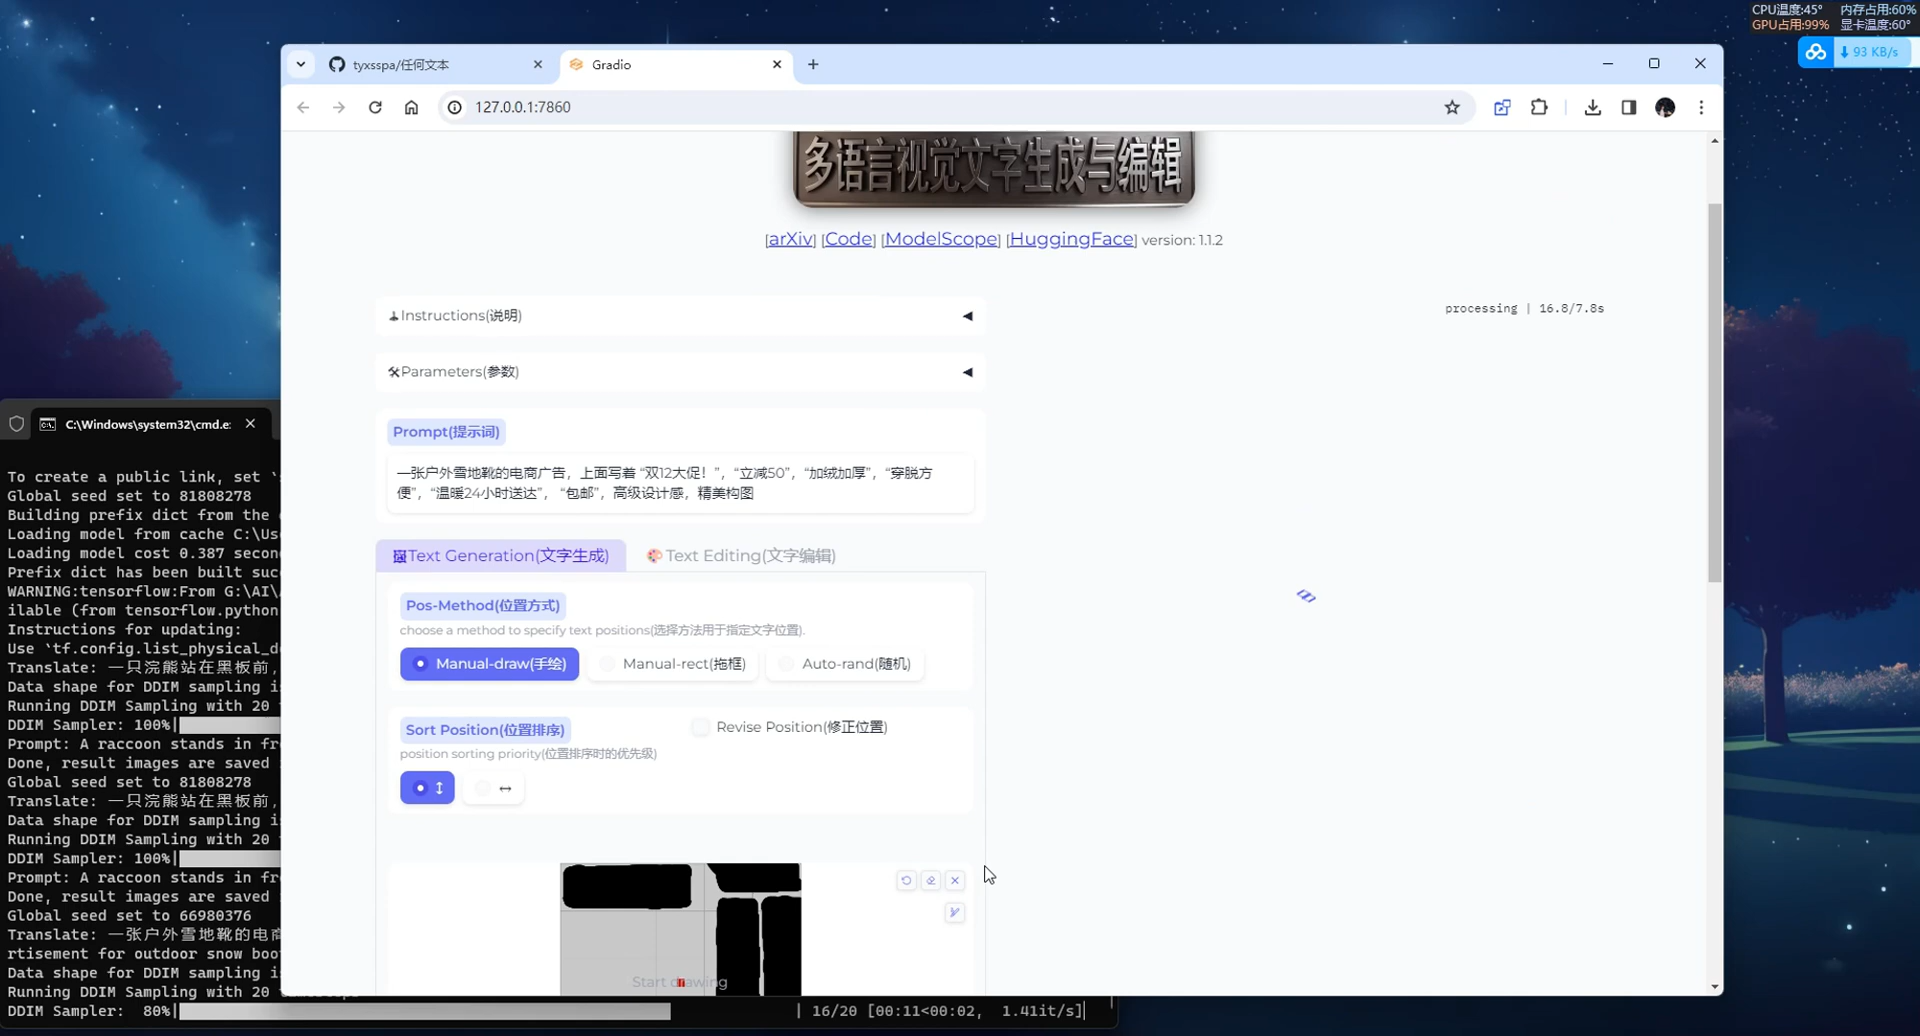 CPU温度:45° 内存占用:60%
GPU占用:99% 显卡温度:60°
93 KB/s
tyxsspa/任何文本
Gradio
127.0.0.1:7860
多语言视觉文字生成与编辑
[arXiv] [Code] [ModelScope] [HuggingFace] version: 1.1.2
processing | 16.8/7.8s
Instructions(说明)
Parameters(参数)
Prompt(提示词)
一张户外雪地靴的电商广告，上面写着 “双12大促！”，“立减50”，“加绒加厚”，“穿脱方
便”，“温暖24小时送达”， “包邮”，高级设计感，精美构图
Text Generation(文字生成) Text Editing(文字编辑)
Pos-Method(位置方式)
choose a method to specify text positions(选择方法用于指定文字位置).
Manual-draw(手绘) Manual-rect(拖框) Auto-rand(随机)
Sort Position(位置排序) Revise Position(修正位置)
position sorting priority(位置排序时的优先级)
Start drawing
C:\Windows\system32\cmd.e:
To create a public link, set `
Global seed set to 81808278
Building prefix dict from the
Loading model from cache C:\Us
Loading model cost 0.387 secon
Prefix dict has been built suc
WARNING:tensorflow:From G:\AI\
ilable (from tensorflow.python
Instructions for updating:
Use `tf.config.list_physical_d
Translate: 一只浣熊站在黑板前，
Data shape for DDIM sampling i
Running DDIM Sampling with 20
DDIM Sampler: 100%|
Prompt: A raccoon stands in fr
Done, result images are saved
Global seed set to 81808278
Translate: 一只浣熊站在黑板前，
Data shape for DDIM sampling i
Running DDIM Sampling with 20
DDIM Sampler: 100%|
Prompt: A raccoon stands in fr
Done, result images are saved
Global seed set to 66980376
Translate: 一张户外雪地靴的电商
rtisement for outdoor snow boo
Data shape for DDIM sampling i
Running DDIM Sampling with 20
DDIM Sampler: 80%| | 16/20 [00:11<00:02, 1.41it/s]